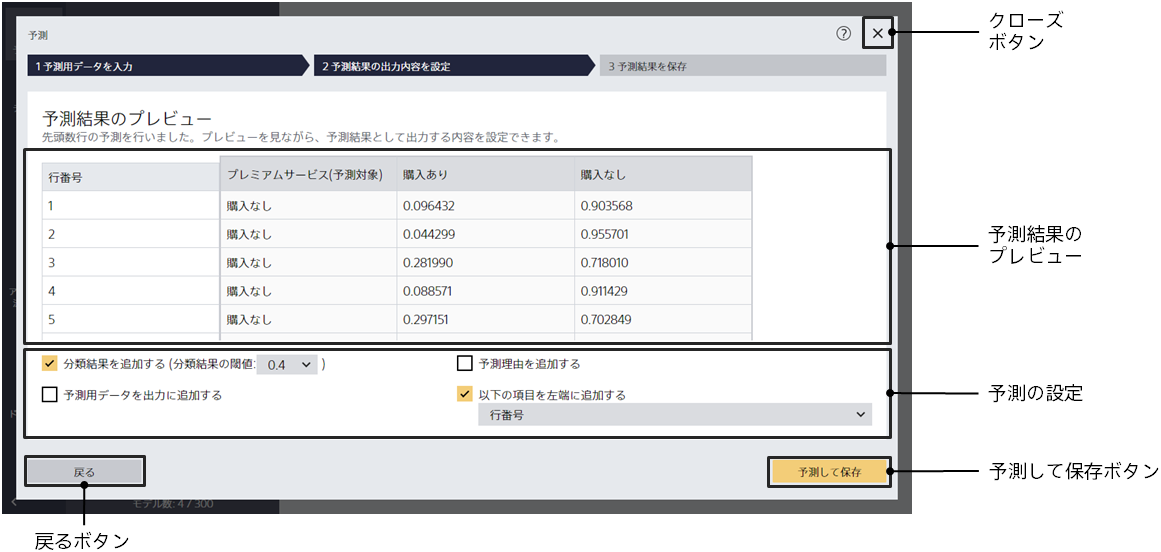 予測
?
クローズ
ボタン
1 予測用データを入力
2 予測結果の出力内容を設定
3 予測結果を保存
予測結果のプレビュー
先頭数行の予測を行いました。プレビューを見ながら、予測結果として出力する内容を設定できます。
行番号 プレミアムサービス(予測対象) 購入あり 購入なし
1 購入なし 0.096432 0.903568
2 購入なし 0.044299 0.955701
3 購入なし 0.281990 0.718010
4 購入なし 0.088571 0.911429
5 購入なし 0.297151 0.702849
予測結果の
プレビュー
分類結果を追加する (分類結果の閾値: 0.4 )
予測理由を追加する
予測用データを出力に追加する
以下の項目を左端に追加する
行番号
予測の設定
戻る
予測して保存
予測して保存ボタン
モデル数: 4 / 300
戻るボタン